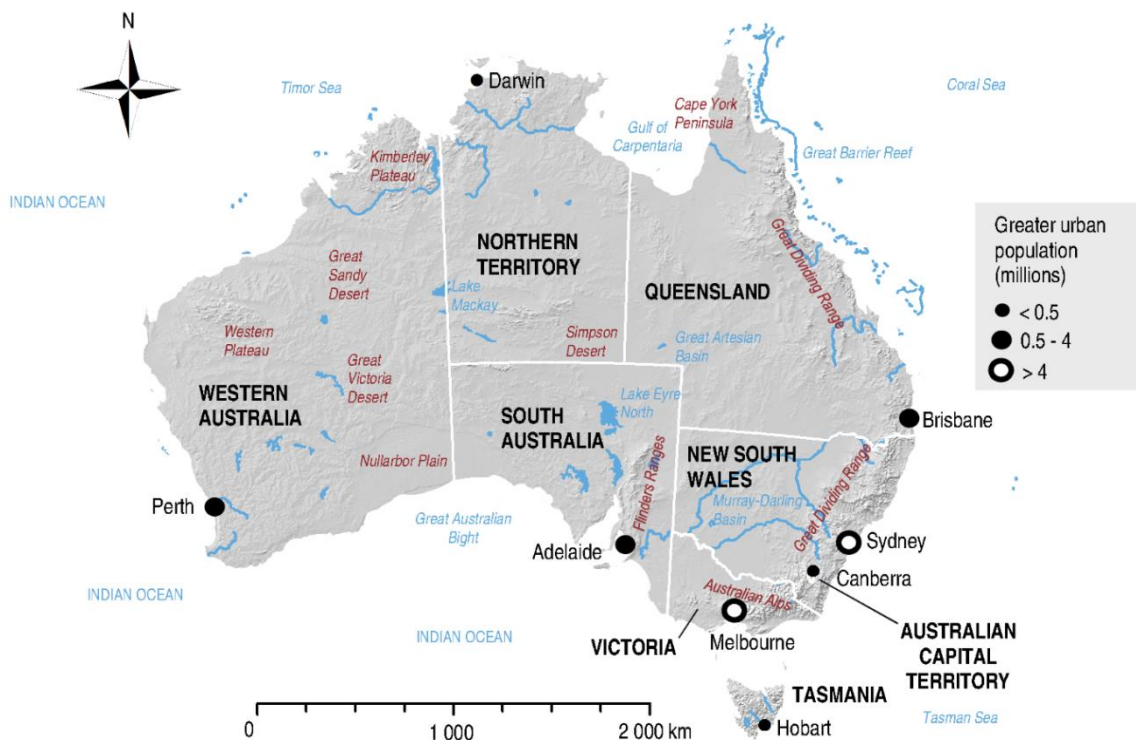 N
Timor Sea
Darwin
Coral Sea
Cape York
Peninsula
Gulf of
Carpentaria
Great Barrier Reef
Kimberley
Plateau
INDIAN OCEAN
Great
Sandy
Desert
NORTHERN
TERRITORY
Lake
Mackay
QUEENSLAND
Great Dividing Range
Greater urban
population
(millions)
< 0.5
0.5 - 4
> 4
Western
Plateau
Simpson
Desert
Great Artesian
Basin
Great
Victoria
Desert
WESTERN
AUSTRALIA
SOUTH
AUSTRALIA
Lake Eyre
North
Brisbane
Nullarbor Plain
Flinders Ranges
NEW SOUTH
WALES
Great Dividing Range
Murray-Darling
Basin
Perth
Great Australian
Bight
Adelaide
Sydney
Canberra
INDIAN OCEAN
Australian Alps
INDIAN OCEAN
VICTORIA
Melbourne
AUSTRALIAN
CAPITAL
TERRITORY
TASMANIA
Hobart
Tasman Sea
0
1 000
2 000 km